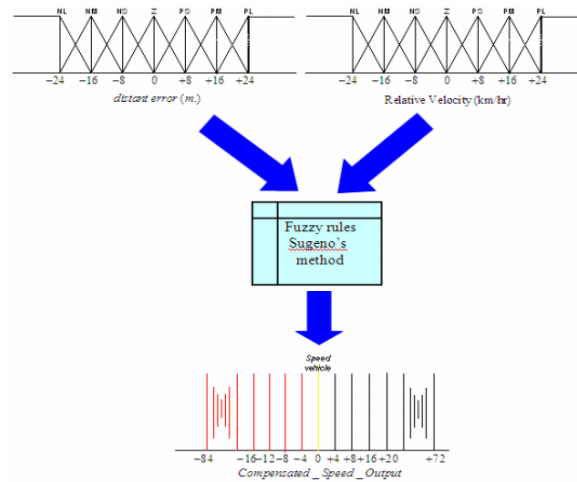 NL NM NS Z PS PM PL
−24 −16 −8 0 +8 +16 +24
distant error (m.)
NL NM NS Z PS PM PL
−24 −16 −8 0 +8 +16 +24
Relative Velocity (km/hr)
Fuzzy rules
Sugeno's
method
Speed
vehicle
−84 −16 −12 −8 −4 0 +4 +8 +16 +20 +72
Compensated _ Speed _ Output